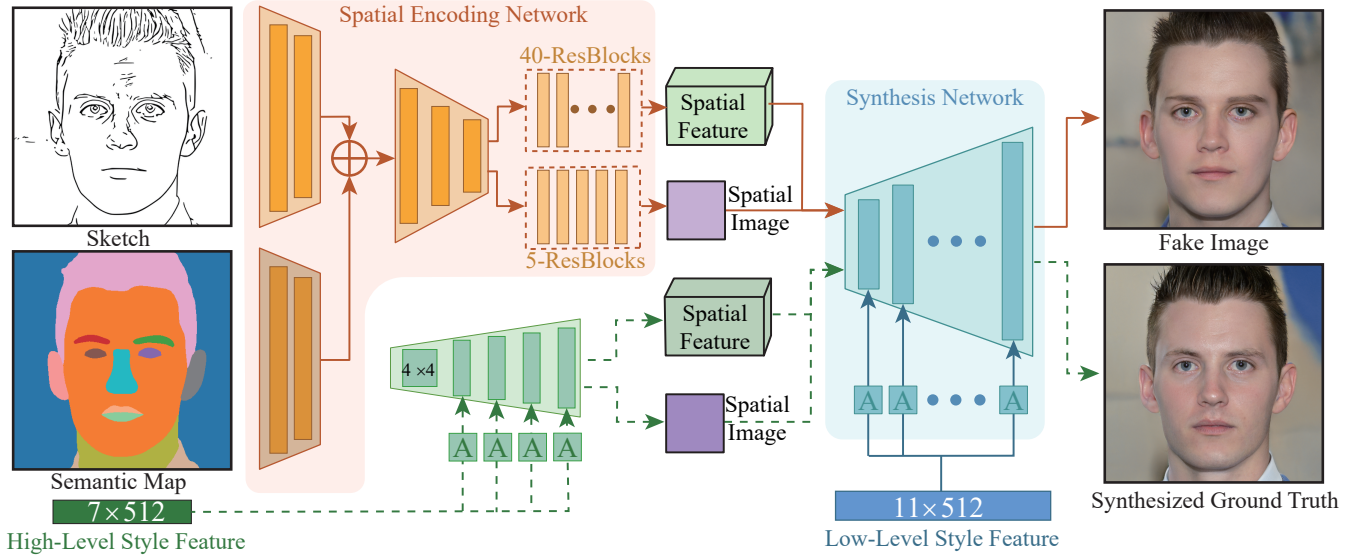 Spatial Encoding Network
40-ResBlocks
Spatial
Feature
Synthesis Network
Sketch
Spatial
Image
5-ResBlocks
Fake Image
Spatial
Feature
4 ×4
Spatial
Image
A A A A
A A A
Semantic Map
Synthesized Ground Truth
7×512
11×512
High-Level Style Feature
Low-Level Style Feature